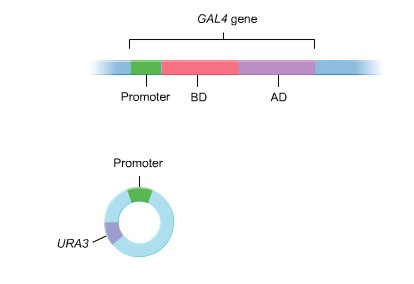 GAL4 gene
Promoter BD AD
Promoter
URA3